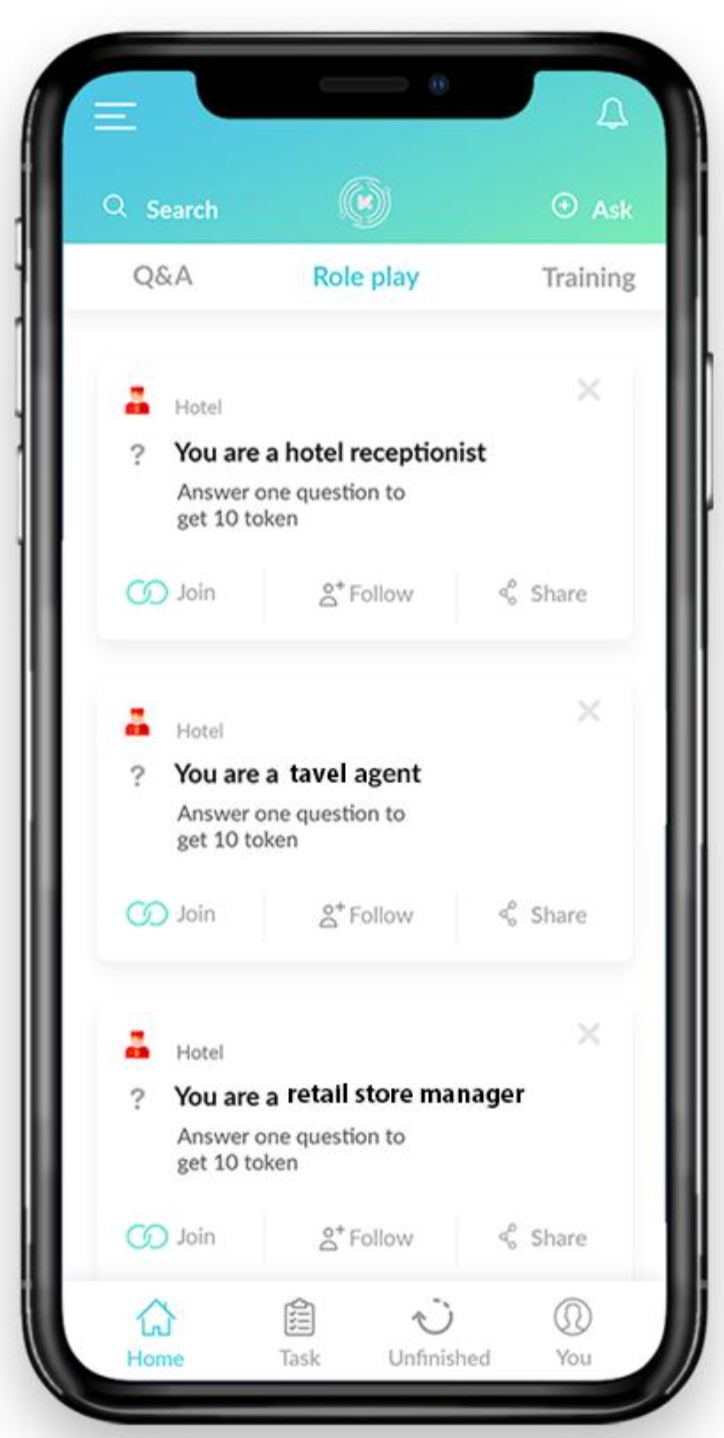 Search
Ask
Q&A Role play Training
Hotel
? You are a hotel receptionist
Answer one question to
get 10 token
Join Follow Share
Hotel
? You are a tavel agent
Answer one question to
get 10 token
Join Follow Share
Hotel
? You are a retail store manager
Answer one question to
get 10 token
Join Follow Share
Home Task Unfinished You